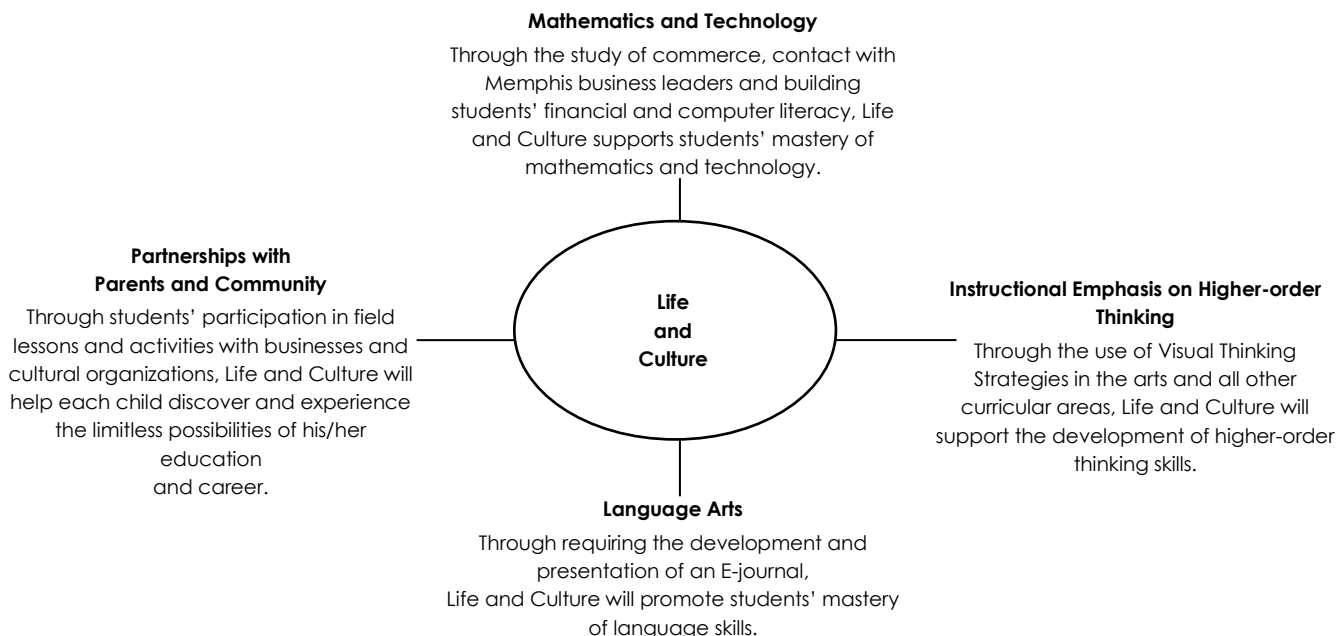 Mathematics and Technology
Through the study of commerce, contact with
Memphis business leaders and building
students’ financial and computer literacy, Life
and Culture supports students’ mastery of
mathematics and technology.
Partnerships with
Parents and Community
Through students’ participation in field
lessons and activities with businesses and
cultural organizations, Life and Culture will
help each child discover and experience
the limitless possibilities of his/her
education
and career.
Life
and
Culture
Instructional Emphasis on Higher-order
Thinking
Through the use of Visual Thinking
Strategies in the arts and all other
curricular areas, Life and Culture will
support the development of higher-order
thinking skills.
Language Arts
Through requiring the development and
presentation of an E-journal,
Life and Culture will promote students’ mastery
of language skills.